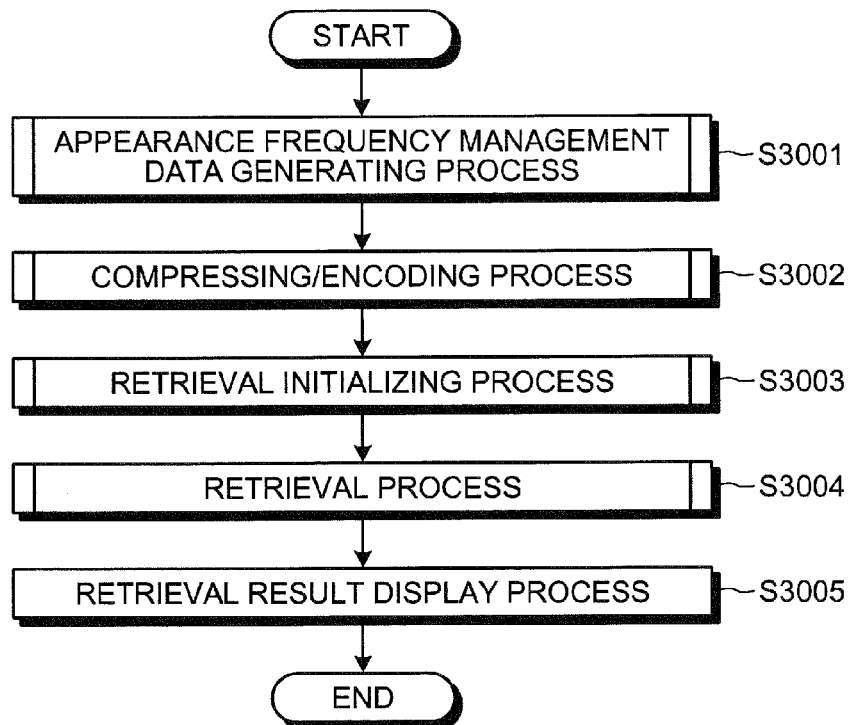 START
APPEARANCE FREQUENCY MANAGEMENT
DATA GENERATING PROCESS
S3001
COMPRESSING/ENCODING PROCESS
S3002
RETRIEVAL INITIALIZING PROCESS
S3003
RETRIEVAL PROCESS
S3004
RETRIEVAL RESULT DISPLAY PROCESS
S3005
END